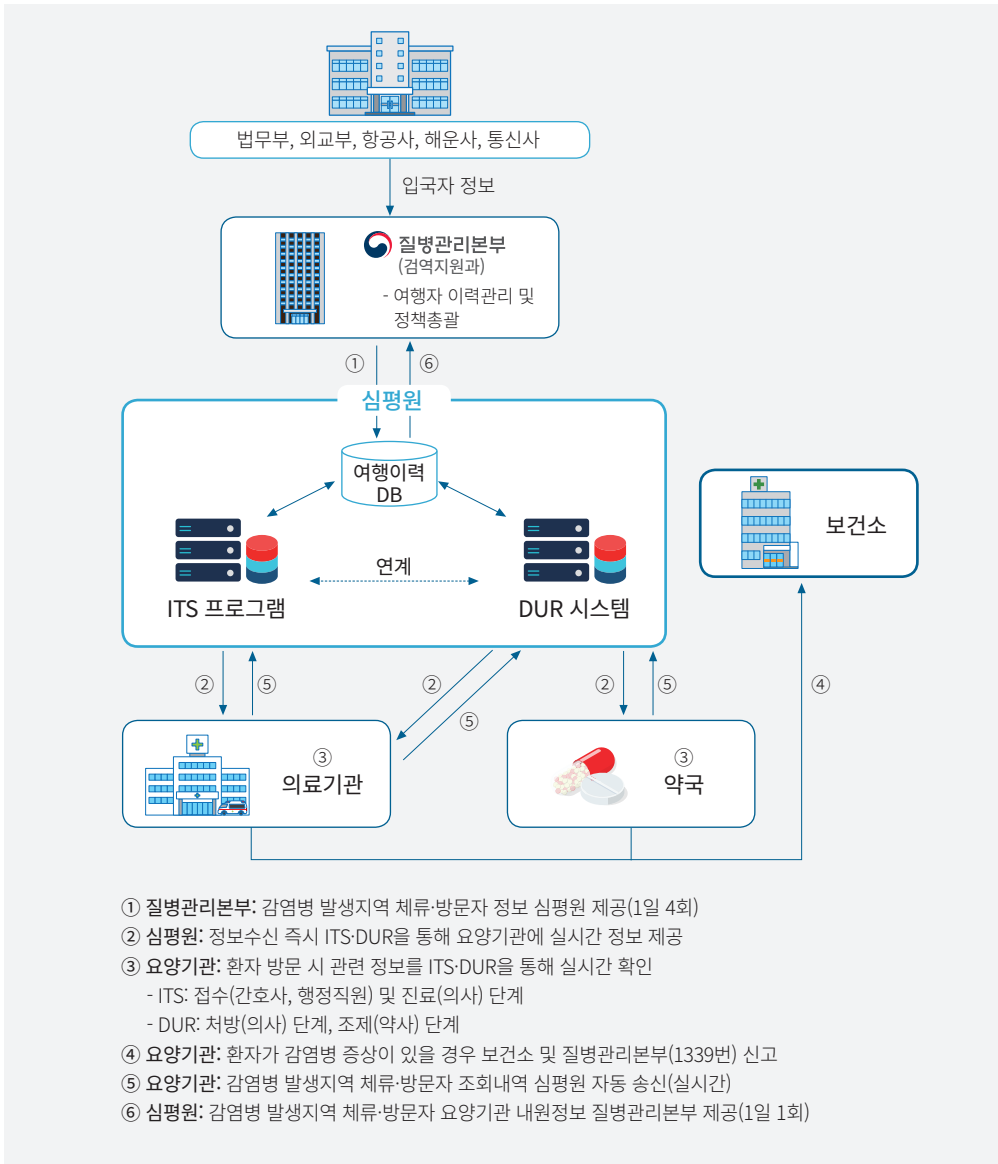 법무부, 외교부, 항공사, 해운사, 통신사
입국자 정보
질병관리본부
(검역지원과)
- 여행자 이력관리 및
정책총괄
① ⑥
심평원
여행이력
DB
보건소
연계
ITS 프로그램
DUR 시스템
② ⑤ ② ② ⑤ ④
⑤
③ ③
의료기관 약국
① 질병관리본부: 감염병 발생지역 체류·방문자 정보 심평원 제공(1일 4회)
② 심평원: 정보수신 즉시 ITS·DUR을 통해 요양기관에 실시간 정보 제공
③ 요양기관: 환자 방문 시 관련 정보를 ITS·DUR을 통해 실시간 확인
- ITS: 접수(간호사, 행정직원) 및 진료(의사) 단계
- DUR: 처방(의사) 단계, 조제(약사) 단계
④ 요양기관: 환자가 감염병 증상이 있을 경우 보건소 및 질병관리본부(1339번) 신고
⑤ 요양기관: 감염병 발생지역 체류·방문자 조회내역 심평원 자동 송신(실시간)
⑥ 심평원: 감염병 발생지역 체류·방문자 요양기관 내원정보 질병관리본부 제공(1일 1회)